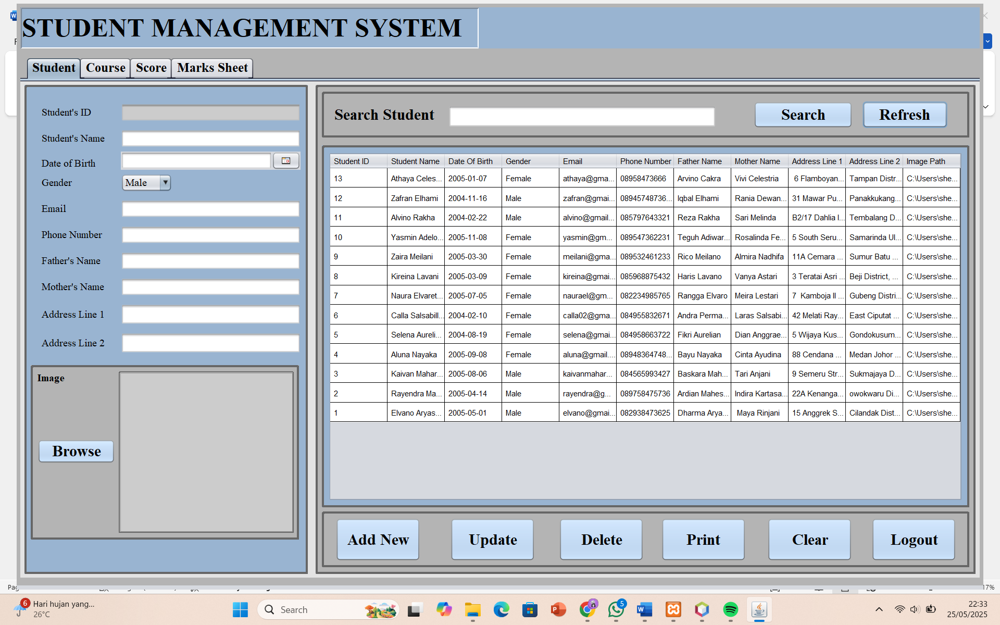 STUDENT MANAGEMENT SYSTEM
Student Course Score Marks Sheet
Student's ID
Student's Name
Date of Birth
Gender Male
Email
Phone Number
Father's Name
Mother's Name
Address Line 1
Address Line 2
Image
Browse
Search Student Search Refresh
Student ID Student Name Date Of Birth Gender Email Phone Number Father Name Mother Name Address Line 1 Address Line 2 Image Path
13 Athaya Celes... 2005-01-07 Female athaya@gma... 08958473666 Arvino Cakra Vivi Celestria 6 Flamboyan... Tampan Distr... C:\Users\she...
12 Zafran Elhami 2004-11-16 Male zafran@gmai... 08945748736... Iqbal Elhami Rania Dewan... 31 Mawar Pu... Panakkukang... C:\Users\she...
11 Alvino Rakha 2004-02-22 Male alvino@gmail... 085797643321 Reza Rakha Sari Melinda B2/17 Dahlia I... Tembalang D... C:\Users\she...
10 Yasmin Adelo... 2005-11-08 Female yasmin@gm... 089547362231 Teguh Adiwar... Rosalinda Fe... 5 South Seru... Samarinda Ul... C:\Users\she...
9 Zaira Meilani 2005-03-30 Female meilani@gma... 089532461233 Rico Meilano Almira Nadhifa 11A Cemara ... Sumur Batu ... C:\Users\she...
8 Kireina Lavani 2005-03-09 Female kireina@gmai... 085968875432 Haris Lavano Vanya Astari 3 Teratai Asri ... Beji District, ... C:\Users\she...
7 Naura Elvaret... 2005-07-05 Female naurael@gm... 082234985765 Rangga Elvaro Meira Lestari 7 Kamboja II ... Gubeng Distri... C:\Users\she...
6 Calla Salsabill... 2004-02-10 Female calla02@gma... 084955832671 Andra Perma... Laras Salsabi... 42 Melati Ray... East Ciputat ... C:\Users\she...
5 Selena Aureli... 2004-08-19 Female selena@gmai... 084958663722 Fikri Aurelian Dian Anggrae... 5 Wijaya Kus... Gondokusum... C:\Users\she...
4 Aluna Nayaka 2005-09-08 Female aluna@gmail.... 08948364748... Bayu Nayaka Cinta Ayudina 88 Cendana ... Medan Johor ... C:\Users\she...
3 Kaivan Mahar... 2005-08-06 Male kaivanmahar... 084565993427 Baskara Mah... Tari Anjani 9 Semeru Str... Sukmajaya D... C:\Users\she...
2 Rayendra Ma... 2005-04-14 Male rayendra@g... 089758475736 Ardian Mahes... Indira Kartasa... 22A Kenanga... owokwaru Di... C:\Users\she...
1 Elvano Aryas... 2005-05-01 Male elvano@gmai... 082938473625 Dharma Arya... Maya Rinjani 15 Anggrek S... Cilandak Dist... C:\Users\she...
Add New Update Delete Print Clear Logout
17%
6 Hari hujan yang...
26°C
Search
5
22:33
25/05/2025